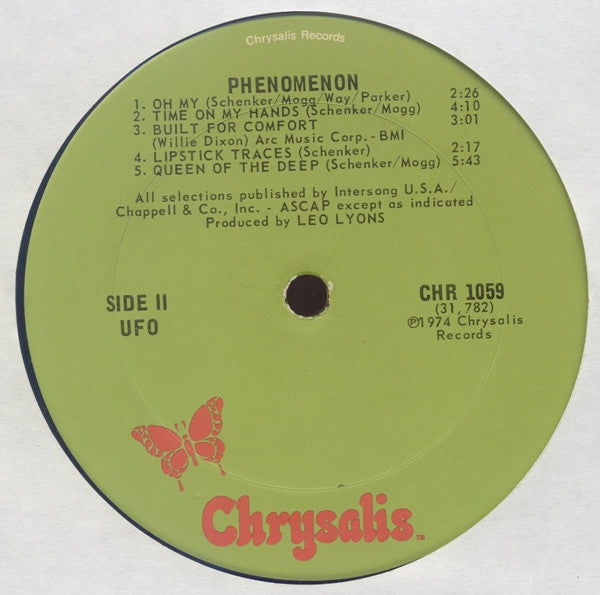 Chrysalis Records
PHENOMENON
1. OH MY (Schenker/Mogg/Way/Parker) 2:26
2. TIME ON MY HANDS (Schenker/Mogg) 4:10
3. BUILT FOR COMFORT 3:01
(Willie Dixon) Arc Music Corp. - BMI
4. LIPSTICK TRACES (Schenker) 2:17
5. QUEEN OF THE DEEP (Schenker/Mogg) 5:43
All selections published by Intersong U.S.A./
Chappell & Co., Inc. - ASCAP except as indicated
Produced by LEO LYONS
SIDE II
UFO
CHR 1059
(31,782)
℗1974 Chrysalis
Records
Chrysalis™